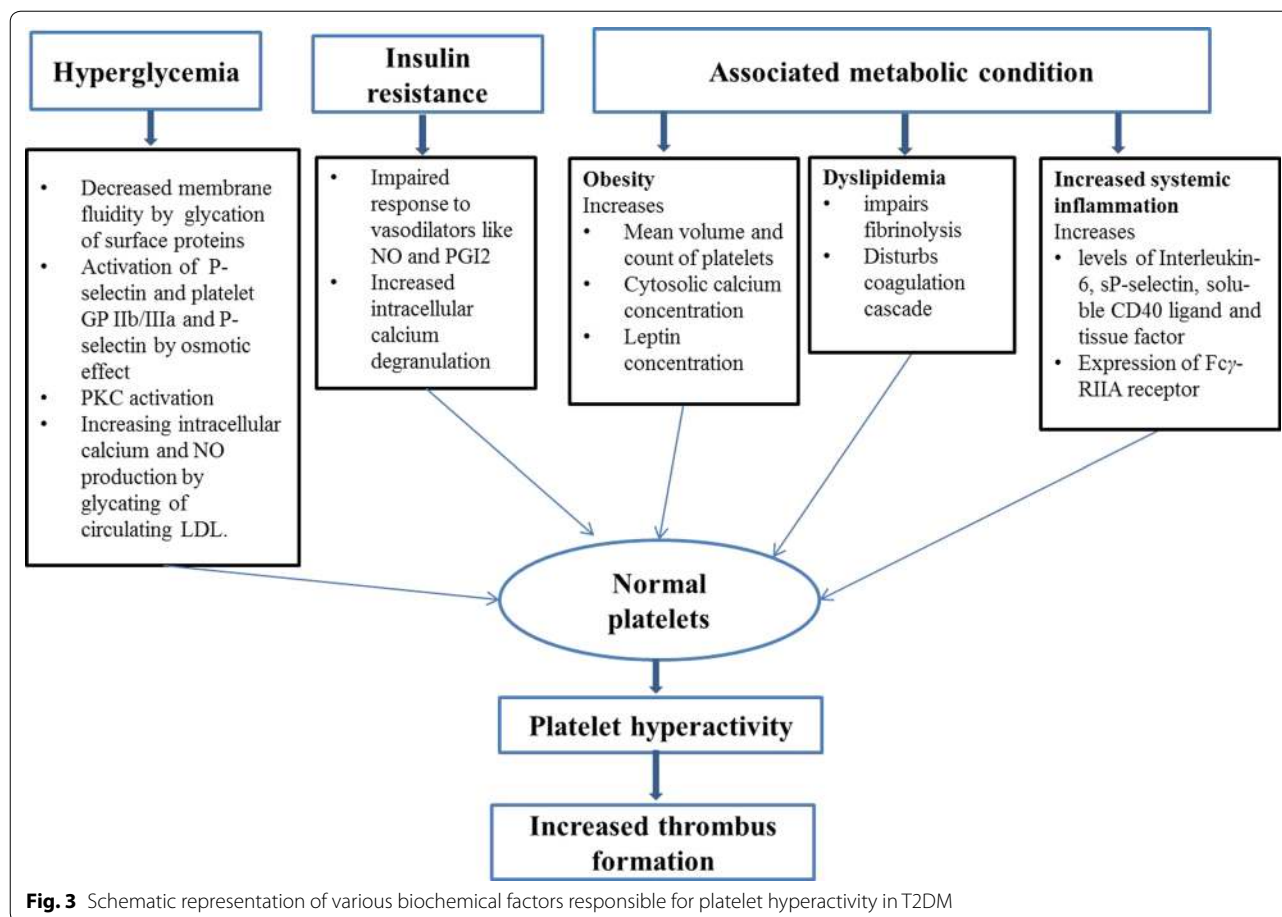 Hyperglycemia
Insulin
resistance
Associated metabolic condition
• Decreased membrane
fluidity by glycation
of surface proteins
• Activation of P-
selectin and platelet
GP IIb/IIIa and P-
selectin by osmotic
effect
• PKC activation
• Increasing intracellular
calcium and NO
production by
glycating of
circulating LDL.
• Impaired
response to
vasodilators like
NO and PGI2
• Increased
intracellular
calcium
degranulation
Obesity
Increases
• Mean volume and
count of platelets
• Cytosolic calcium
concentration
• Leptin
concentration
Dyslipidemia
• impairs
fibrinolysis
• Disturbs
coagulation
cascade
Increased systemic
inflammation
Increases
• levels of Interleukin-
6, sP-selectin, solu-
ble CD40 ligand and
tissue factor
• Expression of Fcγ-
RIIA receptor
Normal
platelets
Platelet hyperactivity
Increased thrombus
formation
Fig. 3 Schematic representation of various biochemical factors responsible for platelet hyperactivity in T2DM